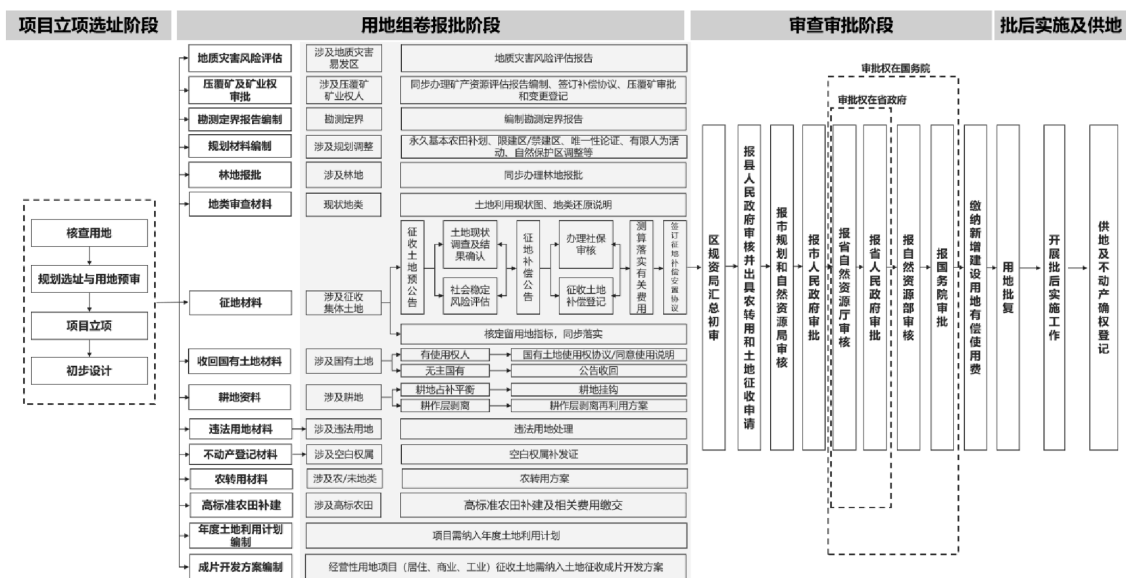 项目立项选址阶段
用地组卷报批阶段
审查审批阶段
批后实施及供地
核查用地
规划选址与用地预审
项目立项
初步设计
地质灾害风险评估
涉及地质灾害
易发区
地质灾害风险评估报告
压覆矿及矿业权
审批
涉及压覆矿
矿业权人
同步办理矿产资源评估报告编制、签订补偿协议、压覆矿审批
和变更登记
勘测定界报告编制
勘测定界
编制勘测定界报告
规划材料编制
涉及规划调整
永久基本农田补划、限建区/禁建区、唯一性论证、有限人为活
动、自然保护区调整等
林地报批
涉及林地
同步办理林地报批
地类审查材料
现状地类
土地利用现状图、地类还原说明
征地材料
涉及征收
集体土地
征收土地预公告
土地现状
调查及结
果确认
社会稳定
风险评估
征地补偿公告
办理社保
审核
征收土地
补偿登记
测算落实有关费用
签订征地补偿安置协议
核定留用地指标，同步落实
收回国有土地材料
涉及国有土地
有使用权人
国有土地使用权协议/同意使用说明
无主国有
公告收回
耕地资料
涉及耕地
耕地占补平衡
耕地挂钩
耕作层剥离
耕作层剥离再利用方案
违法用地材料
涉及违法用地
违法用地处理
不动产登记材料
涉及空白权属
空白权属补发证
农转用材料
涉及农/未地类
农转用方案
高标准农田补建
涉及高标农田
高标准农田补建及相关费用缴交
年度土地利用计划
编制
项目需纳入年度土地利用计划
成片开发方案编制
经营性用地项目（居住、商业、工业）征收土地需纳入土地征收成片开发方案
审批权在国务院
审批权在省政府
区规资局汇总初审
报县人民政府审核并出具农转用和土地征收申请
报市规划和自然资源局审核
报市人民政府审批
报省自然资源厅审核
报省人民政府审批
报自然资源部审核
报国务院审批
缴纳新增建设用地有偿使用费
用地批复
开展批后实施工作
供地及不动产确权登记